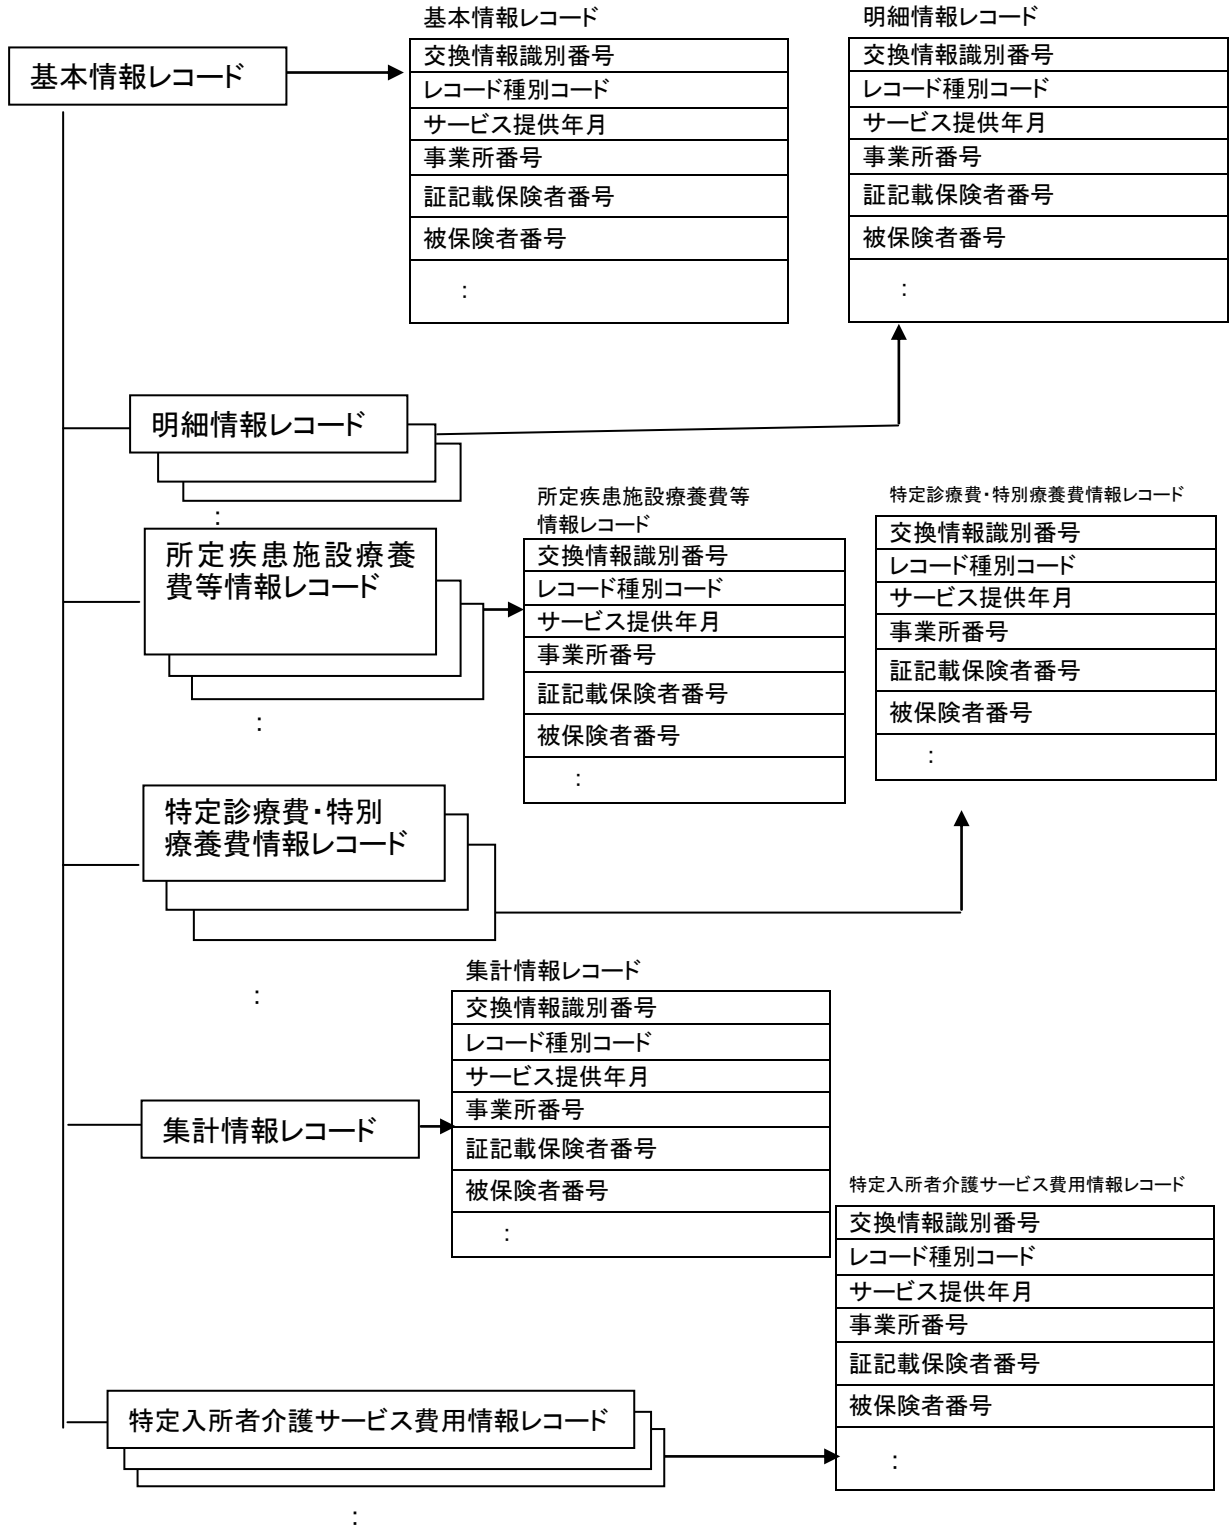 基本情報レコード
基本情報レコード
交換情報識別番号
レコード種別コード
サービス提供年月
事業所番号
証記載保険者番号
被保険者番号
:
明細情報レコード
交換情報識別番号
レコード種別コード
サービス提供年月
事業所番号
証記載保険者番号
被保険者番号
:
明細情報レコード
:
所定疾患施設療養
費等情報レコード
:
所定疾患施設療養費等
情報レコード
交換情報識別番号
レコード種別コード
サービス提供年月
事業所番号
証記載保険者番号
被保険者番号
:
特定診療費・特別療養費情報レコード
交換情報識別番号
レコード種別コード
サービス提供年月
事業所番号
証記載保険者番号
被保険者番号
:
特定診療費・特別
療養費情報レコード
:
集計情報レコード
集計情報レコード
交換情報識別番号
レコード種別コード
サービス提供年月
事業所番号
証記載保険者番号
被保険者番号
:
特定入所者介護サービス費用情報レコード
交換情報識別番号
レコード種別コード
サービス提供年月
事業所番号
証記載保険者番号
被保険者番号
:
特定入所者介護サービス費用情報レコード
: